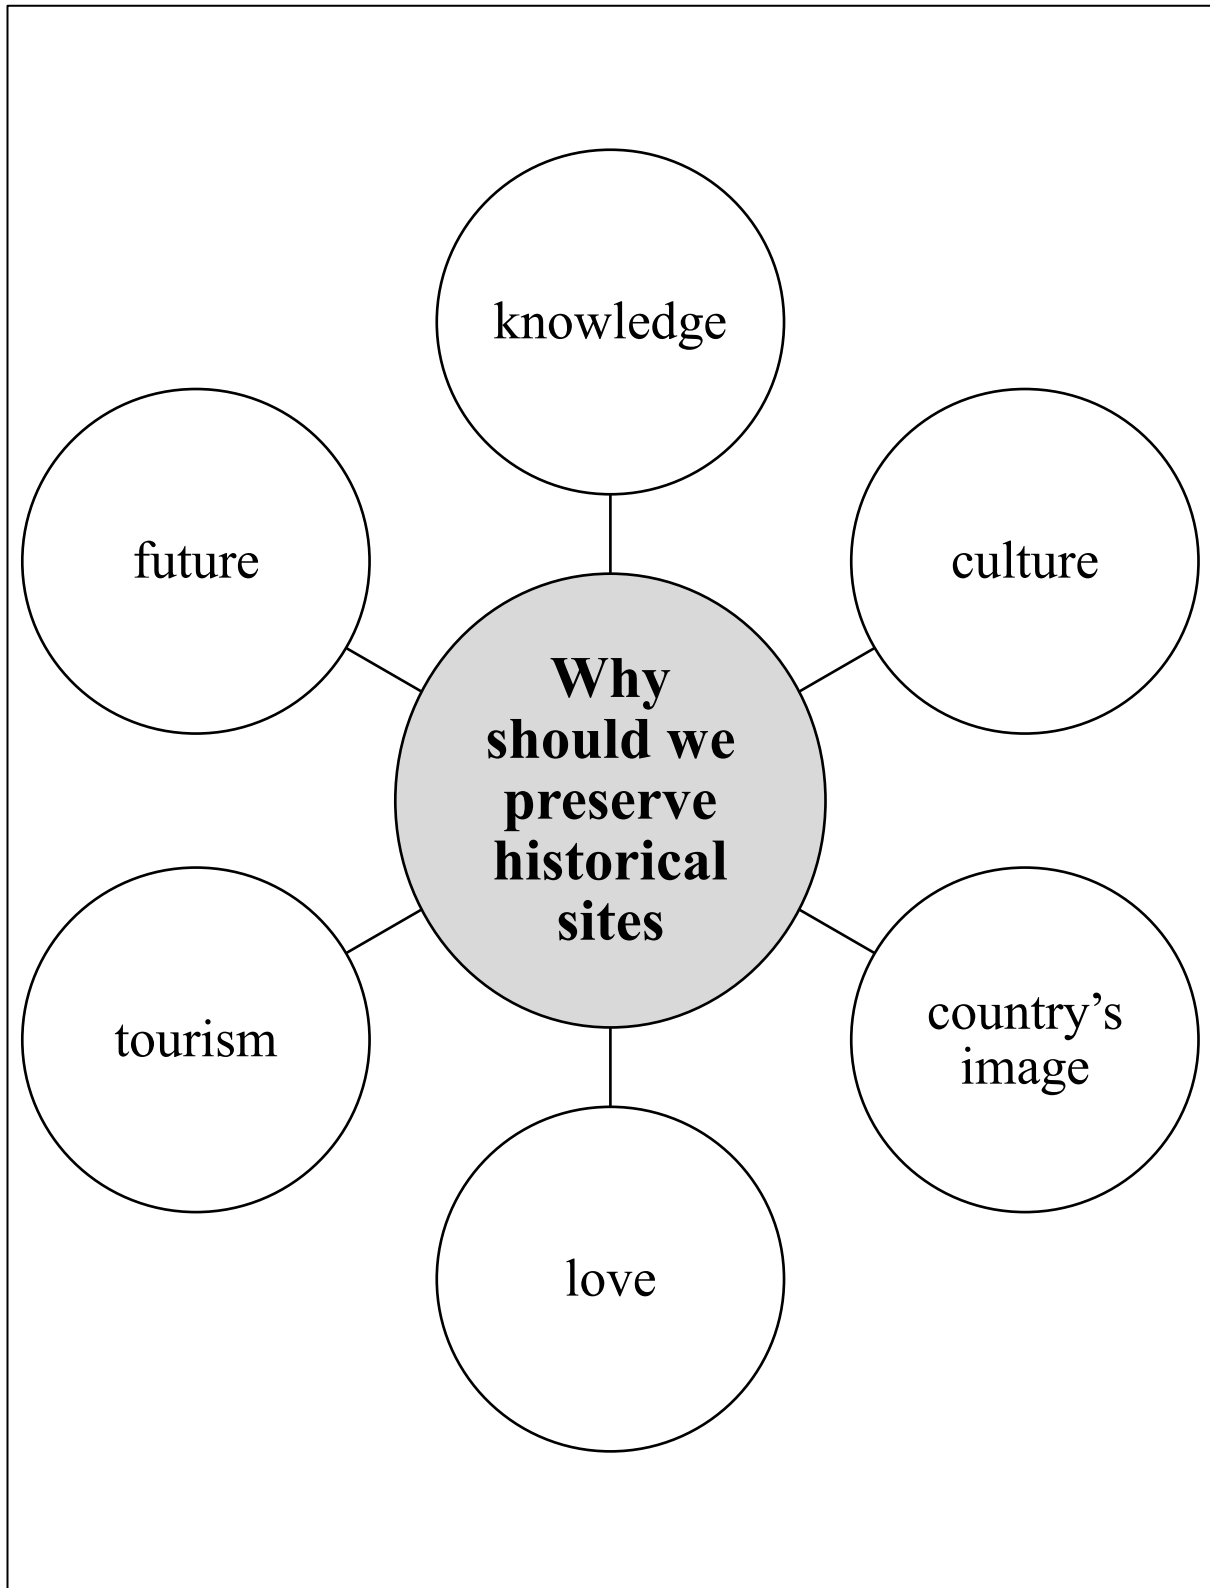 knowledge
future
culture
Why
should we
preserve
historical
sites
tourism
country’s
image
love